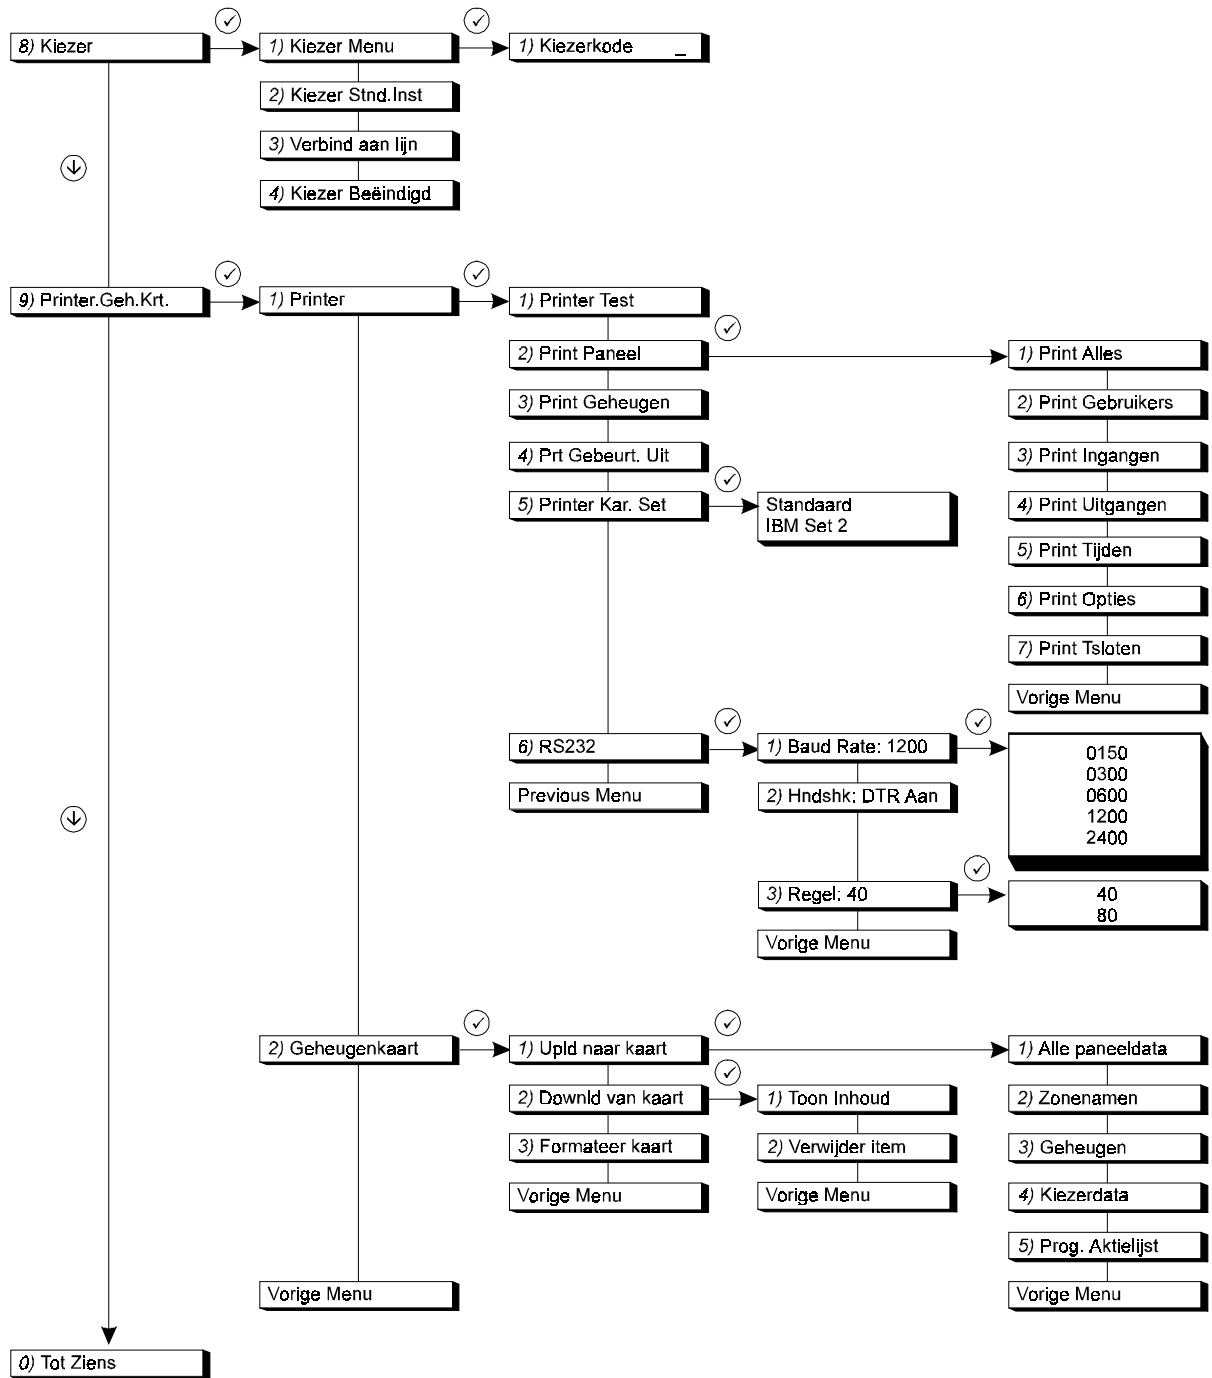 8) Kiezer
1) Kiezer Menu
1) Kiezerkode _
2) Kiezer Stnd.Inst
3) Verbind aan lijn
4) Kiezer Beëindigd
9) Printer.Geh.Krt.
1) Printer
1) Printer Test
2) Print Paneel
3) Print Geheugen
4) Prt Gebeurt. Uit
5) Printer Kar. Set
Standaard
IBM Set 2
1) Print Alles
2) Print Gebruikers
3) Print Ingangen
4) Print Uitgangen
5) Print Tijden
6) Print Opties
7) Print Tsloten
Vorige Menu
6) RS232
Previous Menu
1) Baud Rate: 1200
2) Hndshk: DTR Aan
3) Regel: 40
Vorige Menu
0150
0300
0600
1200
2400
40
80
2) Geheugenkaart
1) Upld naar kaart
2) Downld van kaart
3) Formateer kaart
Vorige Menu
1) Toon Inhoud
2) Verwijder item
Vorige Menu
1) Alle paneeldata
2) Zonenamen
3) Geheugen
4) Kiezerdata
5) Prog. Aktielijst
Vorige Menu
Vorige Menu
0) Tot Ziens